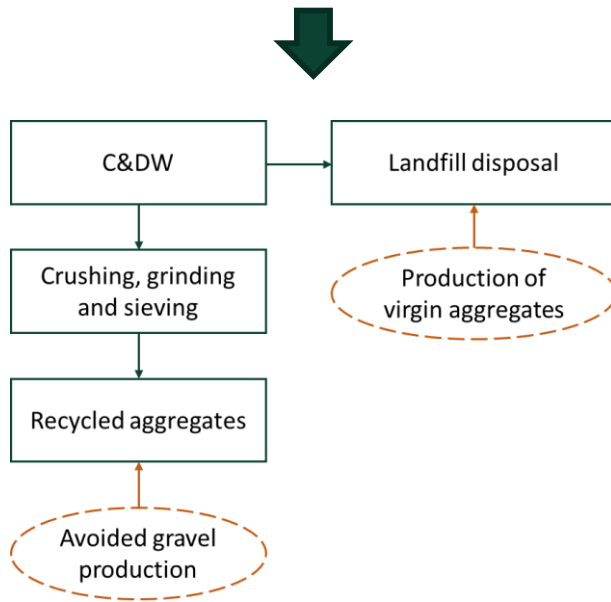 C&DW
Landfill disposal
Crushing, grinding
and sieving
Production of
virgin aggregates
Recycled aggregates
Avoided gravel
production